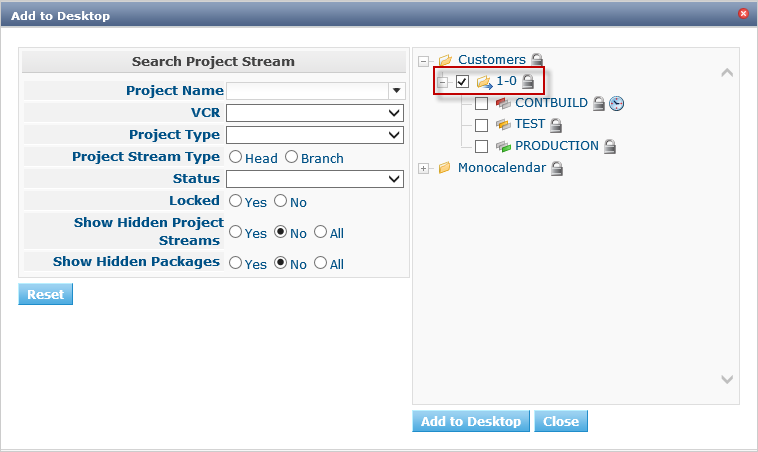 Add to Desktop
Search Project Stream
Project Name
VCR
Project Type
Project Stream Type Head Branch
Status
Locked Yes No
Show Hidden Project
Streams Yes No All
Show Hidden Packages Yes No All
Reset
Customers
1-0
CONTBUILD
TEST
PRODUCTION
Monocalendar
Add to Desktop Close